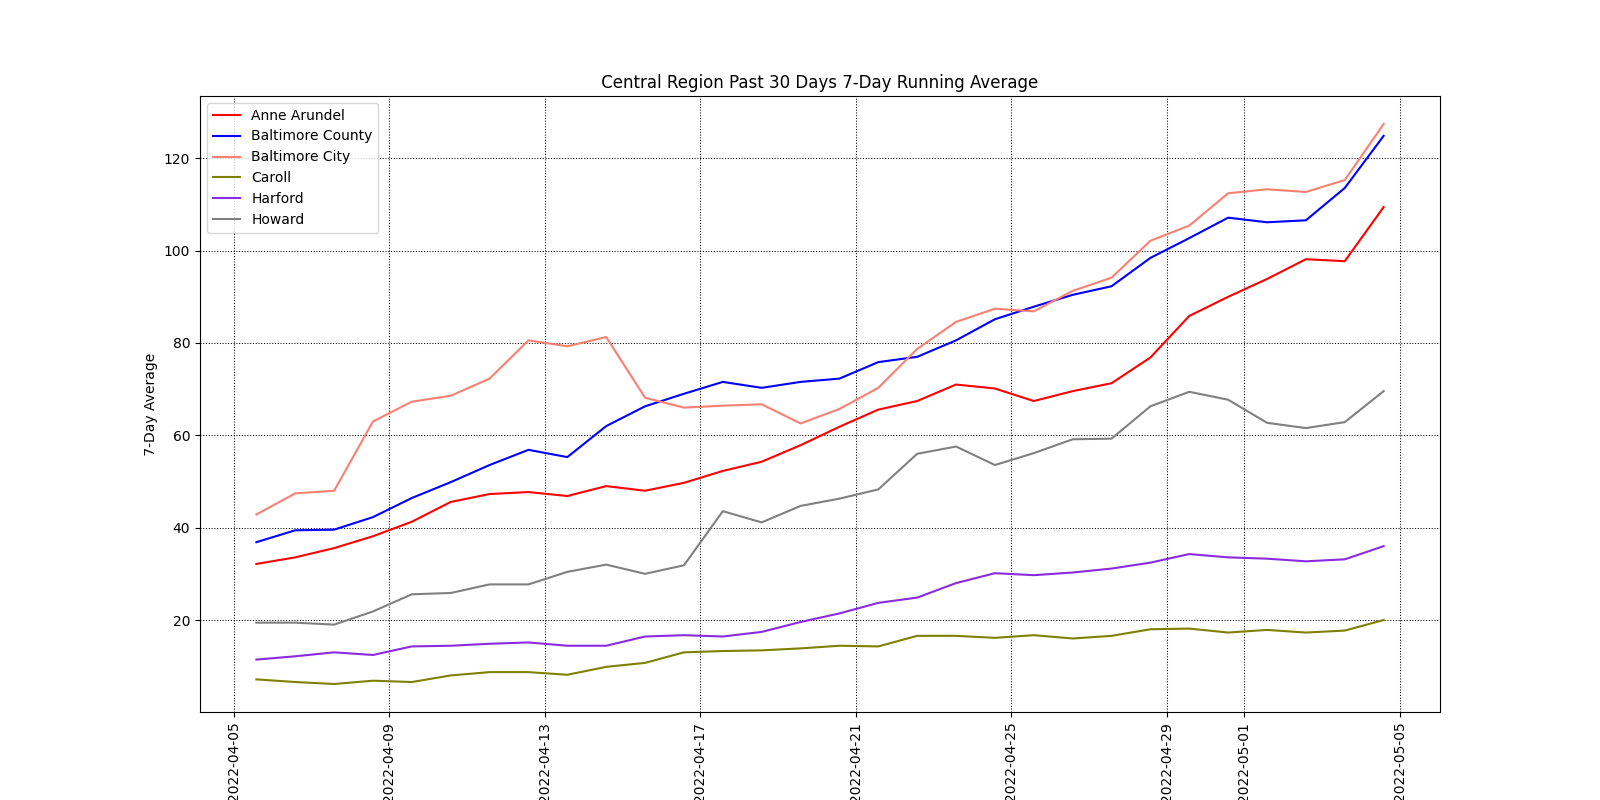 Central Region Past 30 Days 7-Day Running Average
Anne Arundel
Baltimore County
Baltimore City
Caroll
Harford
Howard
120
100
80
60
40
20
7-Day Average
2022-04-05
2022-04-09
2022-04-13
2022-04-17
2022-04-21
2022-04-25
2022-04-29
2022-05-01
2022-05-05